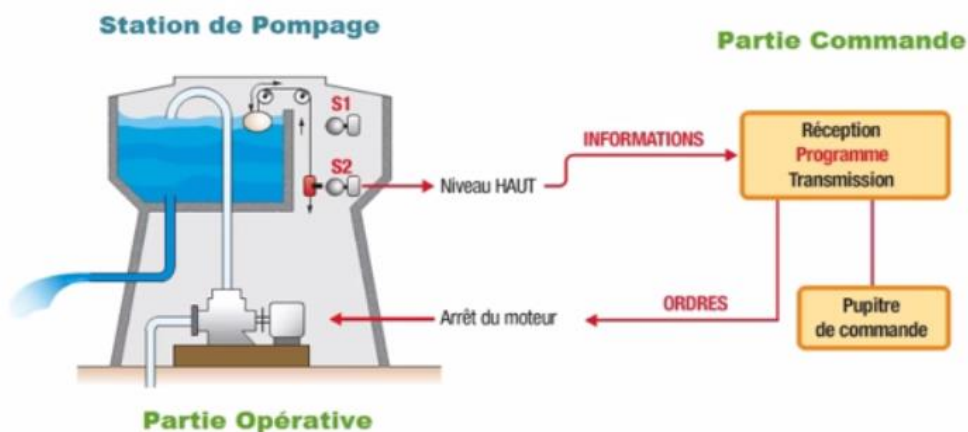 Station de Pompage
Partie Commande
S1
INFORMATIONS
Réception
Programme
Transmission
S2
Niveau HAUT
ORDRES
Arrêt du moteur
Pupitre
de commande
Partie Opérative